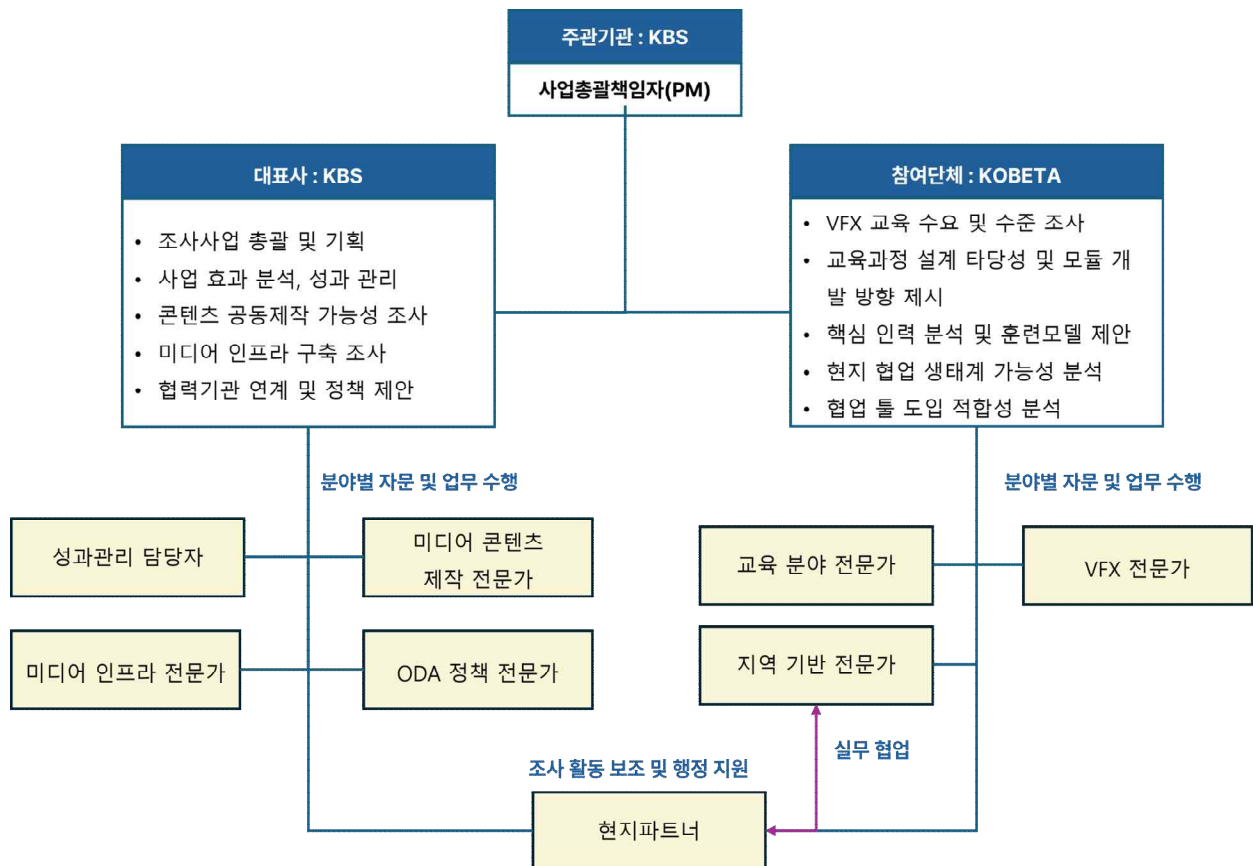 주관기관 : KBS
사업총괄책임자(PM)
대표사 : KBS
• 조사사업 총괄 및 기획
• 사업 효과 분석, 성과 관리
• 콘텐츠 공동제작 가능성 조사
• 미디어 인프라 구축 조사
• 협력기관 연계 및 정책 제안
참여단체 : KOBETA
• VFX 교육 수요 및 수준 조사
• 교육과정 설계 타당성 및 모듈 개
발 방향 제시
• 핵심 인력 분석 및 훈련모델 제안
• 현지 협업 생태계 가능성 분석
• 협업 툴 도입 적합성 분석
분야별 자문 및 업무 수행
분야별 자문 및 업무 수행
성과관리 담당자
미디어 콘텐츠
제작 전문가
교육 분야 전문가
VFX 전문가
미디어 인프라 전문가
ODA 정책 전문가
지역 기반 전문가
실무 협업
조사 활동 보조 및 행정 지원
현지파트너